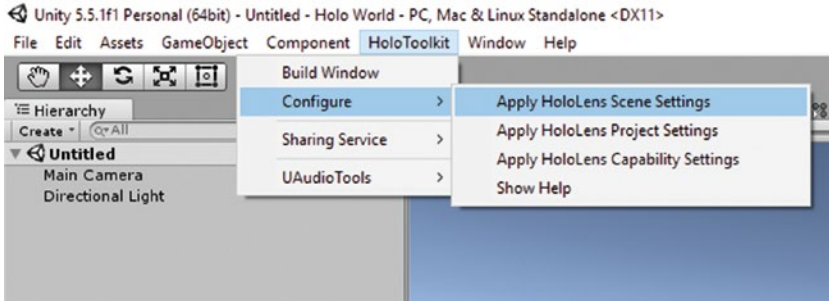 Unity 5.5.1f1 Personal (64bit) - Untitled - Holo World - PC, Mac & Linux Standalone <DX11>
File Edit Assets GameObject Component HoloToolkit Window Help
Build Window
Configure >
Apply HoloLens Scene Settings
Apply HoloLens Project Settings
Apply HoloLens Capability Settings
Show Help
Sharing Service >
UAudioTools >
Hierarchy
Create All
Untitled
Main Camera
Directional Light